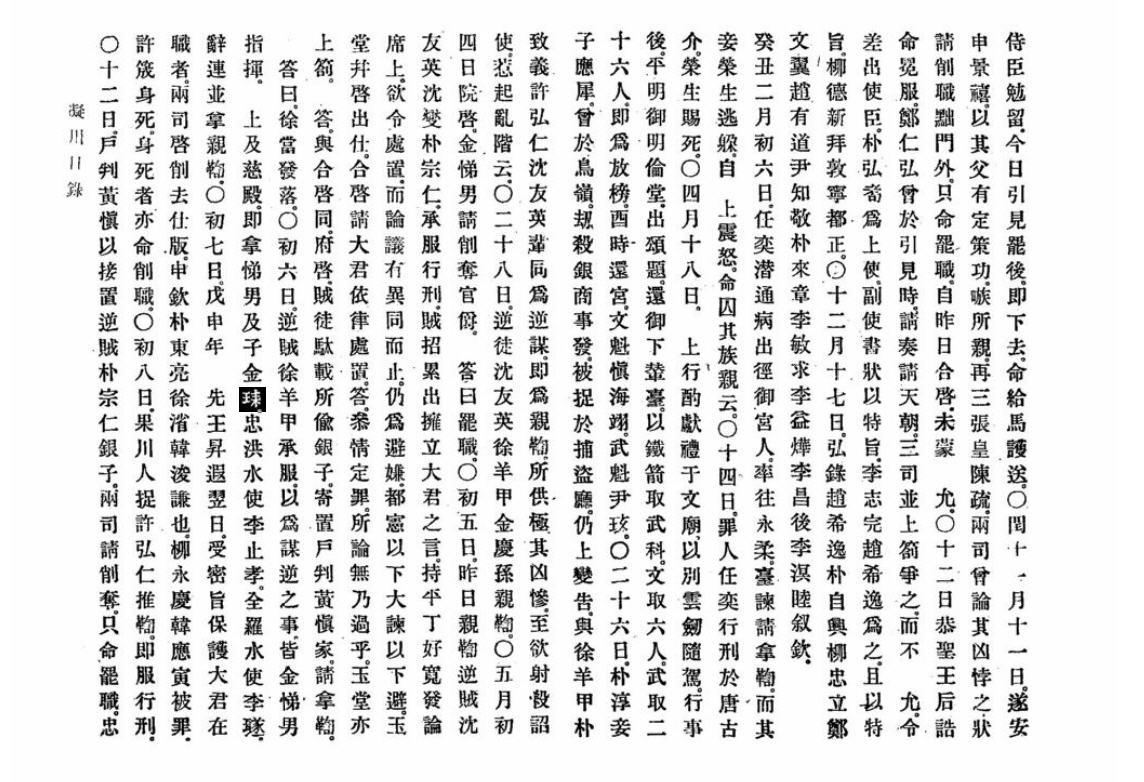 侍臣勉留。今日引見罷後。即下去。命給馬護送。〇閏十一月十一日。遂安
申景禧。以其父有定策功。嗾所親。再三張皇陳疏。兩司曾論其凶悖之狀
請削職黜門外。只命罷職。自昨日合啓。未蒙　允。〇十二日恭聖王后誥
命冕服。鄭仁弘曾於引見時。請奏請天朝。三司並上箚爭之。而不　允。令
差出使臣。朴弘耉爲上使。副使書狀以特旨。李志完趙希逸爲之。且以特
旨。柳德新拜敦寧都正。〇十二月十七日。弘錄趙希逸朴自興柳忠立鄭
文翼趙有道尹知敬朴來章李敏求李益燁李昌後李溟睦叙欽。
癸丑二月初六日。任奕潛通病出徑御宮人。率往永柔。臺諫請拿鞫。而其
妾榮生逃躱。自　上震怒。命囚其族親云。〇十四日。罪人任奕行刑於唐古
介。榮生賜死。〇四月十八日。　上行酌獻禮于文廟。以別雲劒隨駕。行事
後。平明御明倫堂。出頌題。還御下輦臺。以鐵箭取武科。文取六人。武取二
十六人。即爲放榜。酉時還宮。文魁愼海翊。武魁尹㺬。〇二十六日。朴淳妾
子應犀。曾於鳥嶺。刼殺銀商事發。被捉於捕盜廳。仍上變告。與徐羊甲朴
致義許弘仁沈友英輩同爲逆謀。即爲親鞫。所供極其凶慘。至欲射殺詔
使。惹起亂階云。〇二十八日。逆徒沈友英徐羊甲金慶孫親鞫。〇五月初
四日院啓。金悌男請削奪官爵。　答曰罷職。〇初五日。昨日親鞫逆賊沈
友英沈燮朴宗仁。承服行刑。賊招累出擁立大君之言。持平丁好寬發論
席上。欲令處置。而論議有異同而止。仍爲避嫌。都憲以下大諫以下避。玉
堂幷啓出仕。合啓請大君依律處置。答。叅情定罪。所論無乃過乎。玉堂亦
上箚。　答。與合啓同。府啓。賊徒駄載所偸銀子。寄置戶判黃愼家。請拿鞫。
答曰。徐當發落。〇初六日。逆賊徐羊甲承服。以爲謀逆之事。皆金悌男
指揮。　上及慈殿。即拿悌男及子金㻋。忠洪水使李止孝。全羅水使李璲。
辭連並拿親鞫。〇初七日。戊申年　先王昇遐翌日。受密旨保護大君在
職者。兩司啓削去仕版。申欽朴東亮徐渻韓浚謙也。柳永慶韓應寅被罪。
許筬身死。身死者亦命削職。〇初八日。果川人捉許弘仁推鞫。即服行刑。
〇十二日。戶判黃愼以接置逆賊朴宗仁銀子。兩司請削奪。只命罷職。忠
凝川日錄